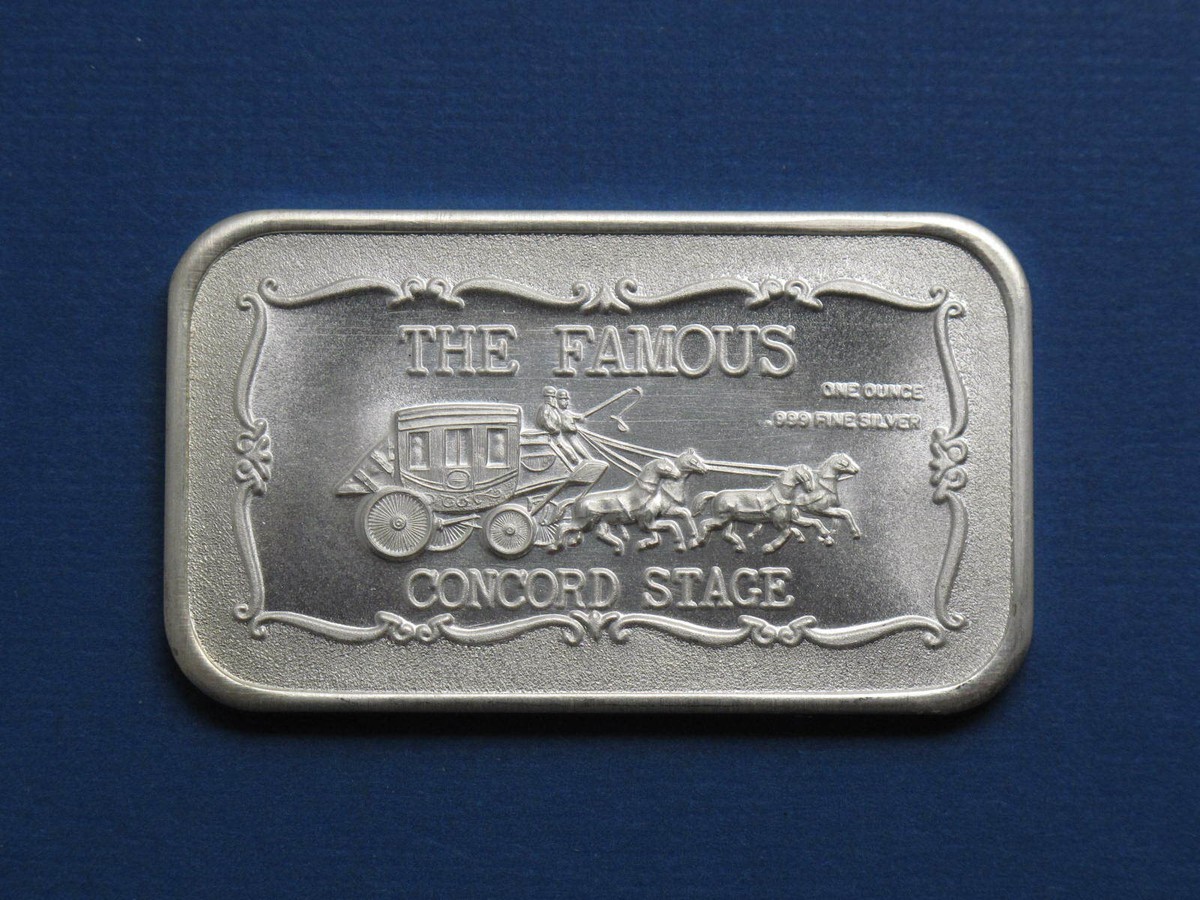 THE FAMOUS
ONE OUNCE
.999 FINE SILVER
CONCORD STAGE